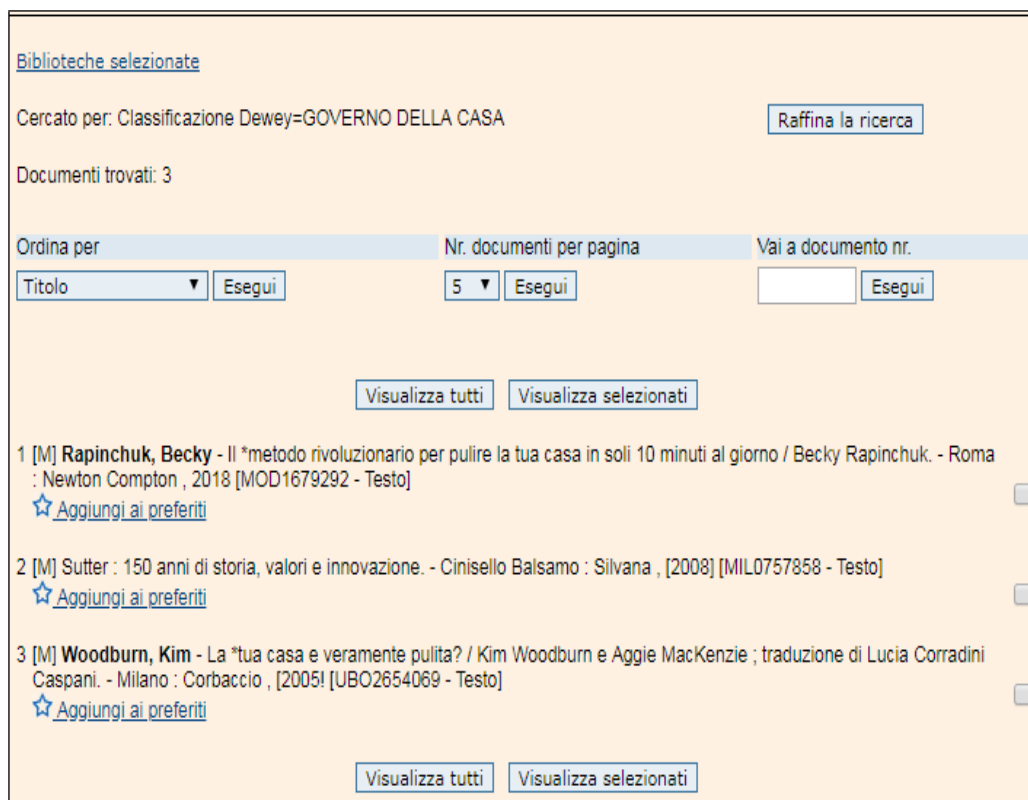 Biblioteche selezionate
Cercato per: Classificazione Dewey=GOVERNO DELLA CASA
Raffina la ricerca
Documenti trovati: 3
Ordina per
Nr. documenti per pagina
Vai a documento nr.
Titolo Esegui
5 Esegui
Esegui
Visualizza tutti Visualizza selezionati
1 [M] Rapinchuk, Becky - Il *metodo rivoluzionario per pulire la tua casa in soli 10 minuti al giorno / Becky Rapinchuk. - Roma
: Newton Compton , 2018 [MOD1679292 - Testo]
Aggiungi ai preferiti
2 [M] Sutter : 150 anni di storia, valori e innovazione. - Cinisello Balsamo : Silvana , [2008] [MIL0757858 - Testo]
Aggiungi ai preferiti
3 [M] Woodburn, Kim - La *tua casa e veramente pulita? / Kim Woodburn e Aggie MacKenzie ; traduzione di Lucia Corradini
Caspani. - Milano : Corbaccio , [2005! [UBO2654069 - Testo]
Aggiungi ai preferiti
Visualizza tutti Visualizza selezionati